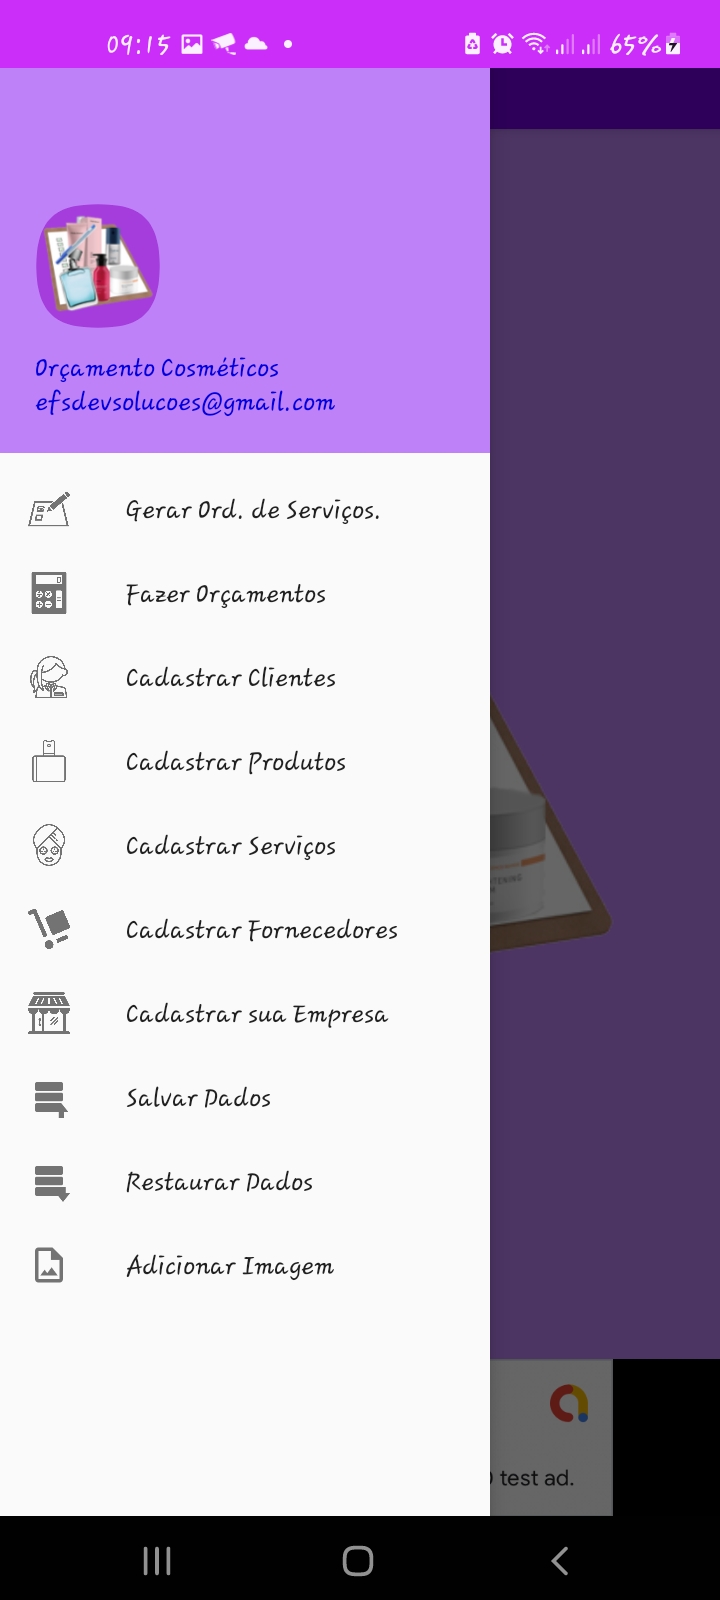 09:15
65%
Orçamento Cosméticos
efsdevsolucoes@gmail.com
Gerar Ord. de Serviços.
Fazer Orçamentos
Cadastrar Clientes
Cadastrar Produtos
Cadastrar Serviços
Cadastrar Fornecedores
Cadastrar sua Empresa
Salvar Dados
Restaurar Dados
Adicionar Imagem
test ad.